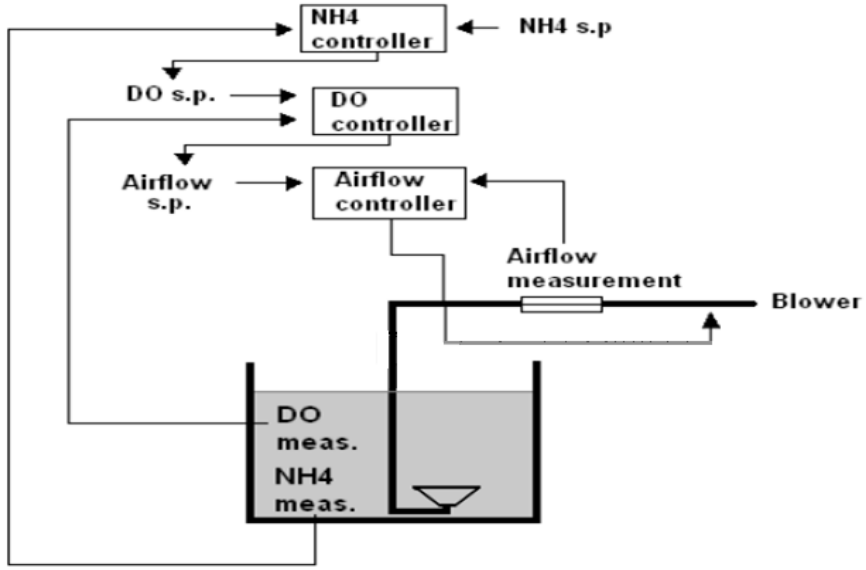 NH4
controller
NH4 s.p
DO s.p.
DO
controller
Airflow
s.p.
Airflow
controller
Airflow
measurement
Blower
DO
meas.
NH4
meas.